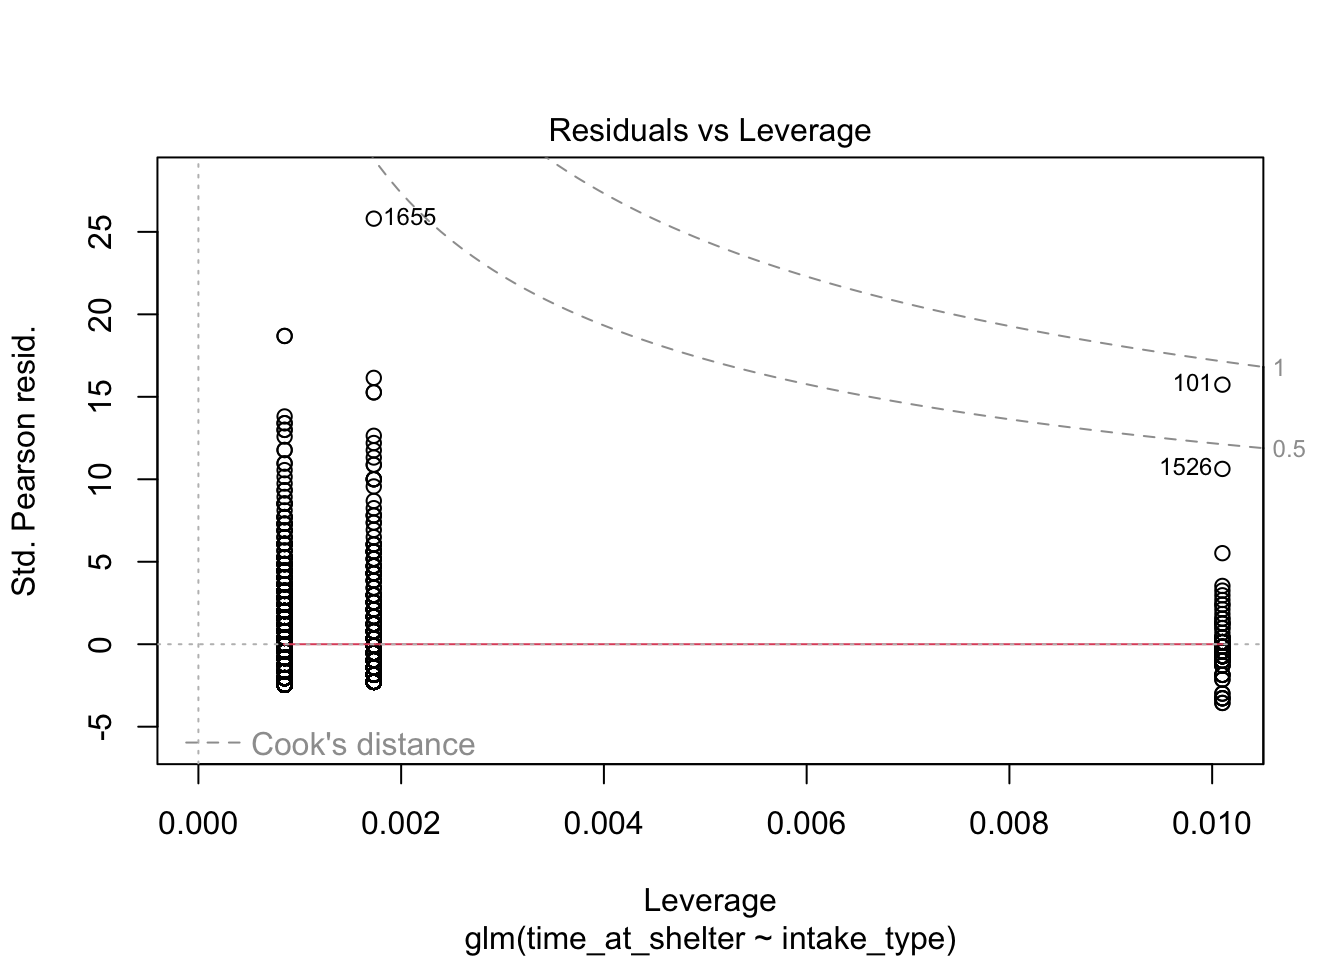 Residuals vs Leverage
Std. Pearson resid.
25
20
15
10
5
0
-5
1655
101
1526
1
0.5
Cook's distance
0.000 0.002 0.004 0.006 0.008 0.010
Leverage
glm(time_at_shelter ~ intake_type)